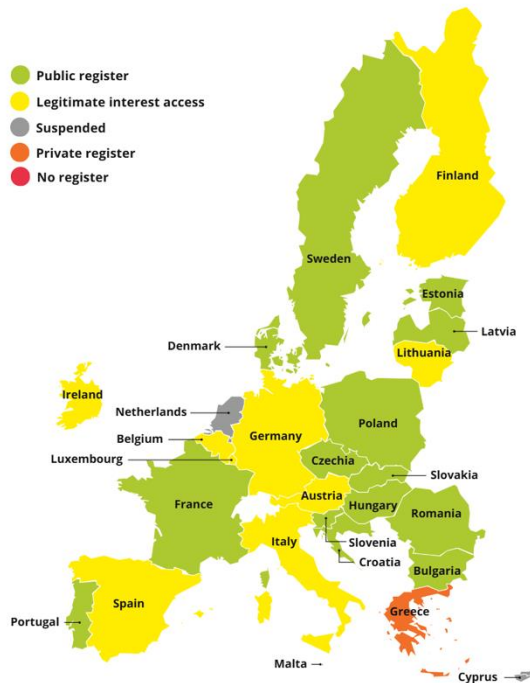 Public register
Legitimate interest access
Suspended
Private register
No register
Finland
Sweden
Estonia
Latvia
Denmark
Lithuania
Ireland
Netherlands
Belgium
Germany
Poland
Luxembourg
Czechia
Slovakia
France
Austria
Hungary
Romania
Italy
Slovenia
Croatia
Bulgaria
Spain
Greece
Portugal
Malta
Cyprus